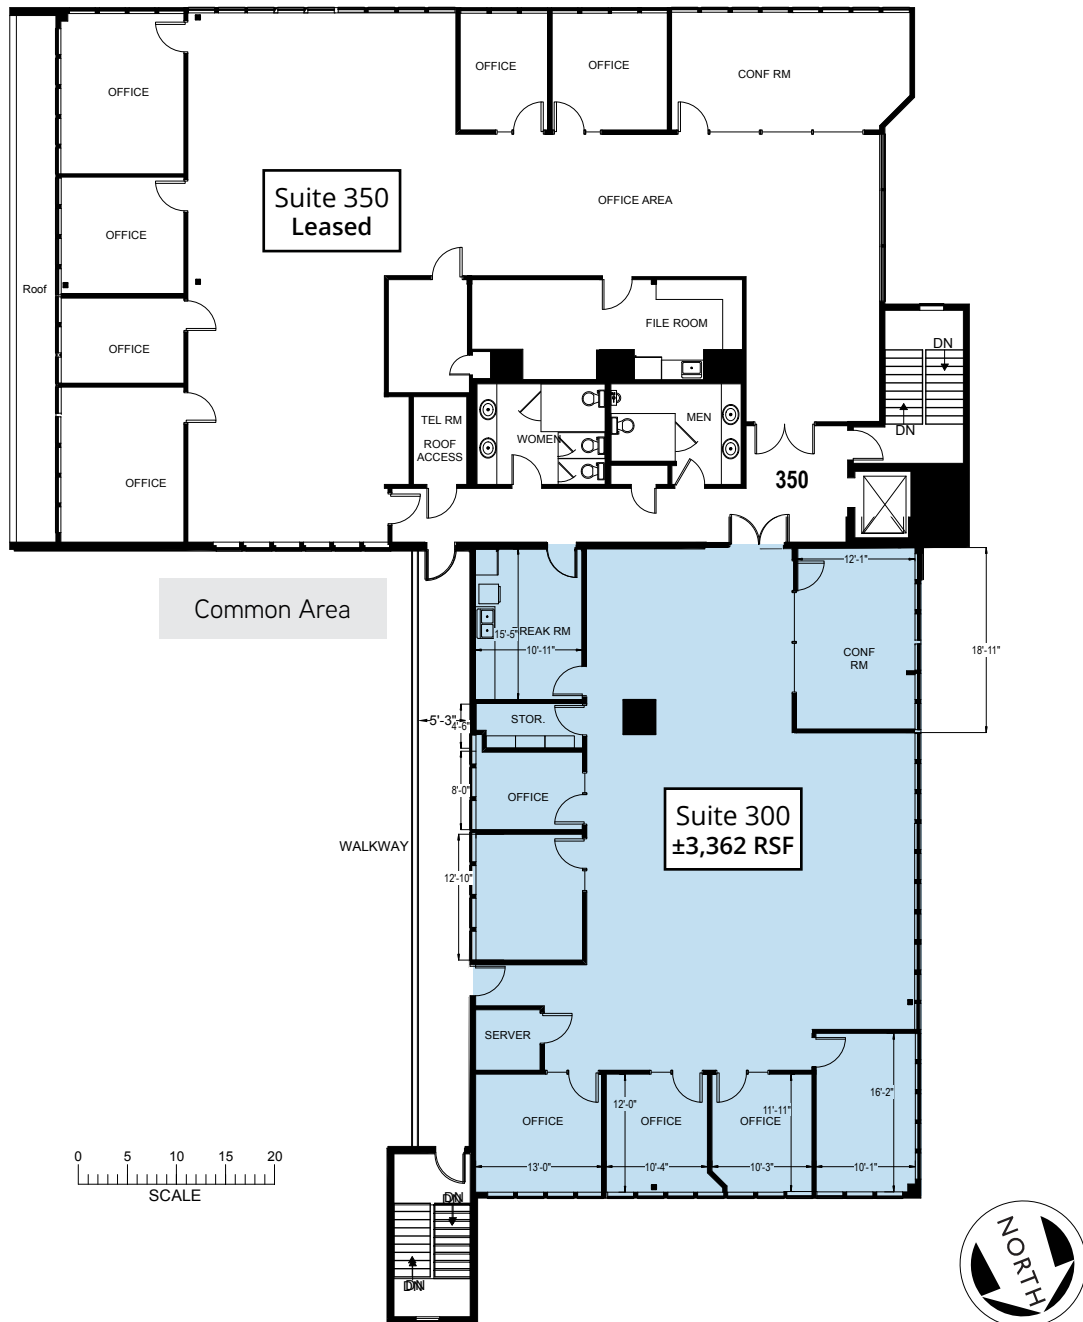 OFFICE
OFFICE
OFFICE
CONF RM
Suite 350
Leased
OFFICE AREA
OFFICE
Roof
FILE ROOM
OFFICE
DN
DN
TEL RM
ROOF
ACCESS
WOMEN
MEN
OFFICE
350
Common Area
12'-1"
15'-5"
REAK RM
10'-11"
CONF
RM
18'-11"
5'-3"
4'-6"
STOR.
8'-0"
OFFICE
Suite 300
±3,362 RSF
WALKWAY
12'-10"
SERVER
16'-2"
12'-0"
11'-11"
OFFICE
OFFICE
OFFICE
13'-0"
10'-4"
10'-3"
10'-1"
0 5 10 15 20
SCALE
DN
DN
NORTH